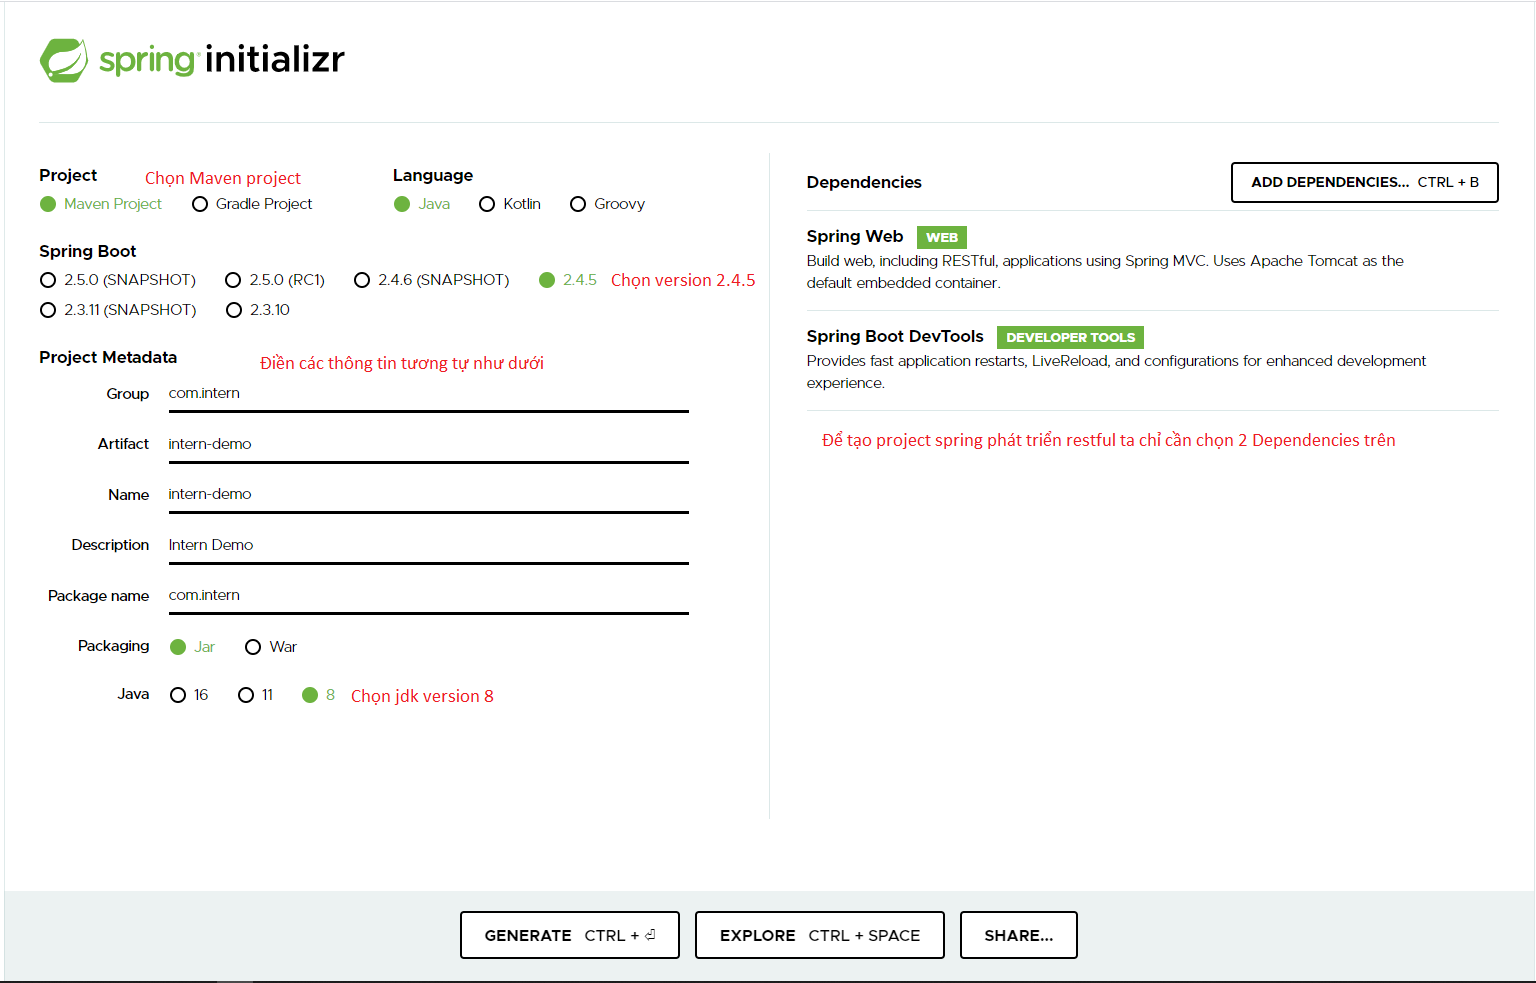 spring initializr
Project
Chọn Maven project
Maven Project
Gradle Project
Language
Java
Kotlin
Groovy
Spring Boot
2.5.0 (SNAPSHOT)
2.5.0 (RC1)
2.4.6 (SNAPSHOT)
2.4.5
Chọn version 2.4.5
2.3.11 (SNAPSHOT)
2.3.10
Project Metadata
Điền các thông tin tương tự như dưới
Group
com.intern
Artifact
intern-demo
Name
intern-demo
Description
Intern Demo
Package name
com.intern
Packaging
Jar
War
Java
16
11
8
Chọn jdk version 8
Dependencies
ADD DEPENDENCIES... CTRL + B
Spring Web WEB
Build web, including RESTful, applications using Spring MVC. Uses Apache Tomcat as the
default embedded container.
Spring Boot DevTools DEVELOPER TOOLS
Provides fast application restarts, LiveReload, and configurations for enhanced development
experience.
Để tạo project spring phát triển restful ta chỉ cần chọn 2 Dependencies trên
GENERATE CTRL + ⏎
EXPLORE CTRL + SPACE
SHARE...